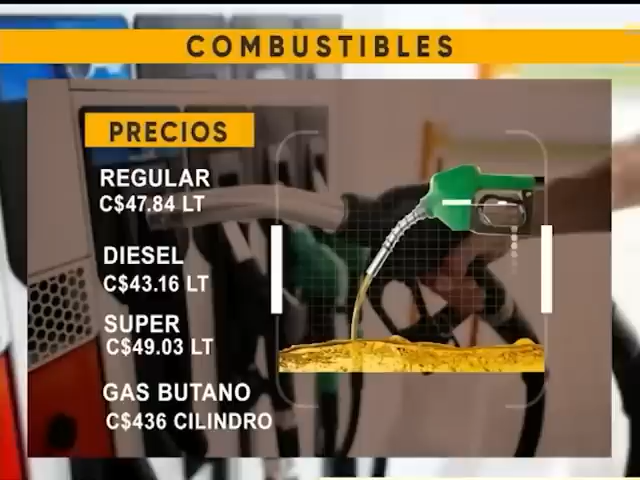 COMBUSTIBLES
PRECIOS
REGULAR
C$47.84 LT
DIESEL
C$43.16 LT
SUPER
C$49.03 LT
GAS BUTANO
C$436 CILINDRO